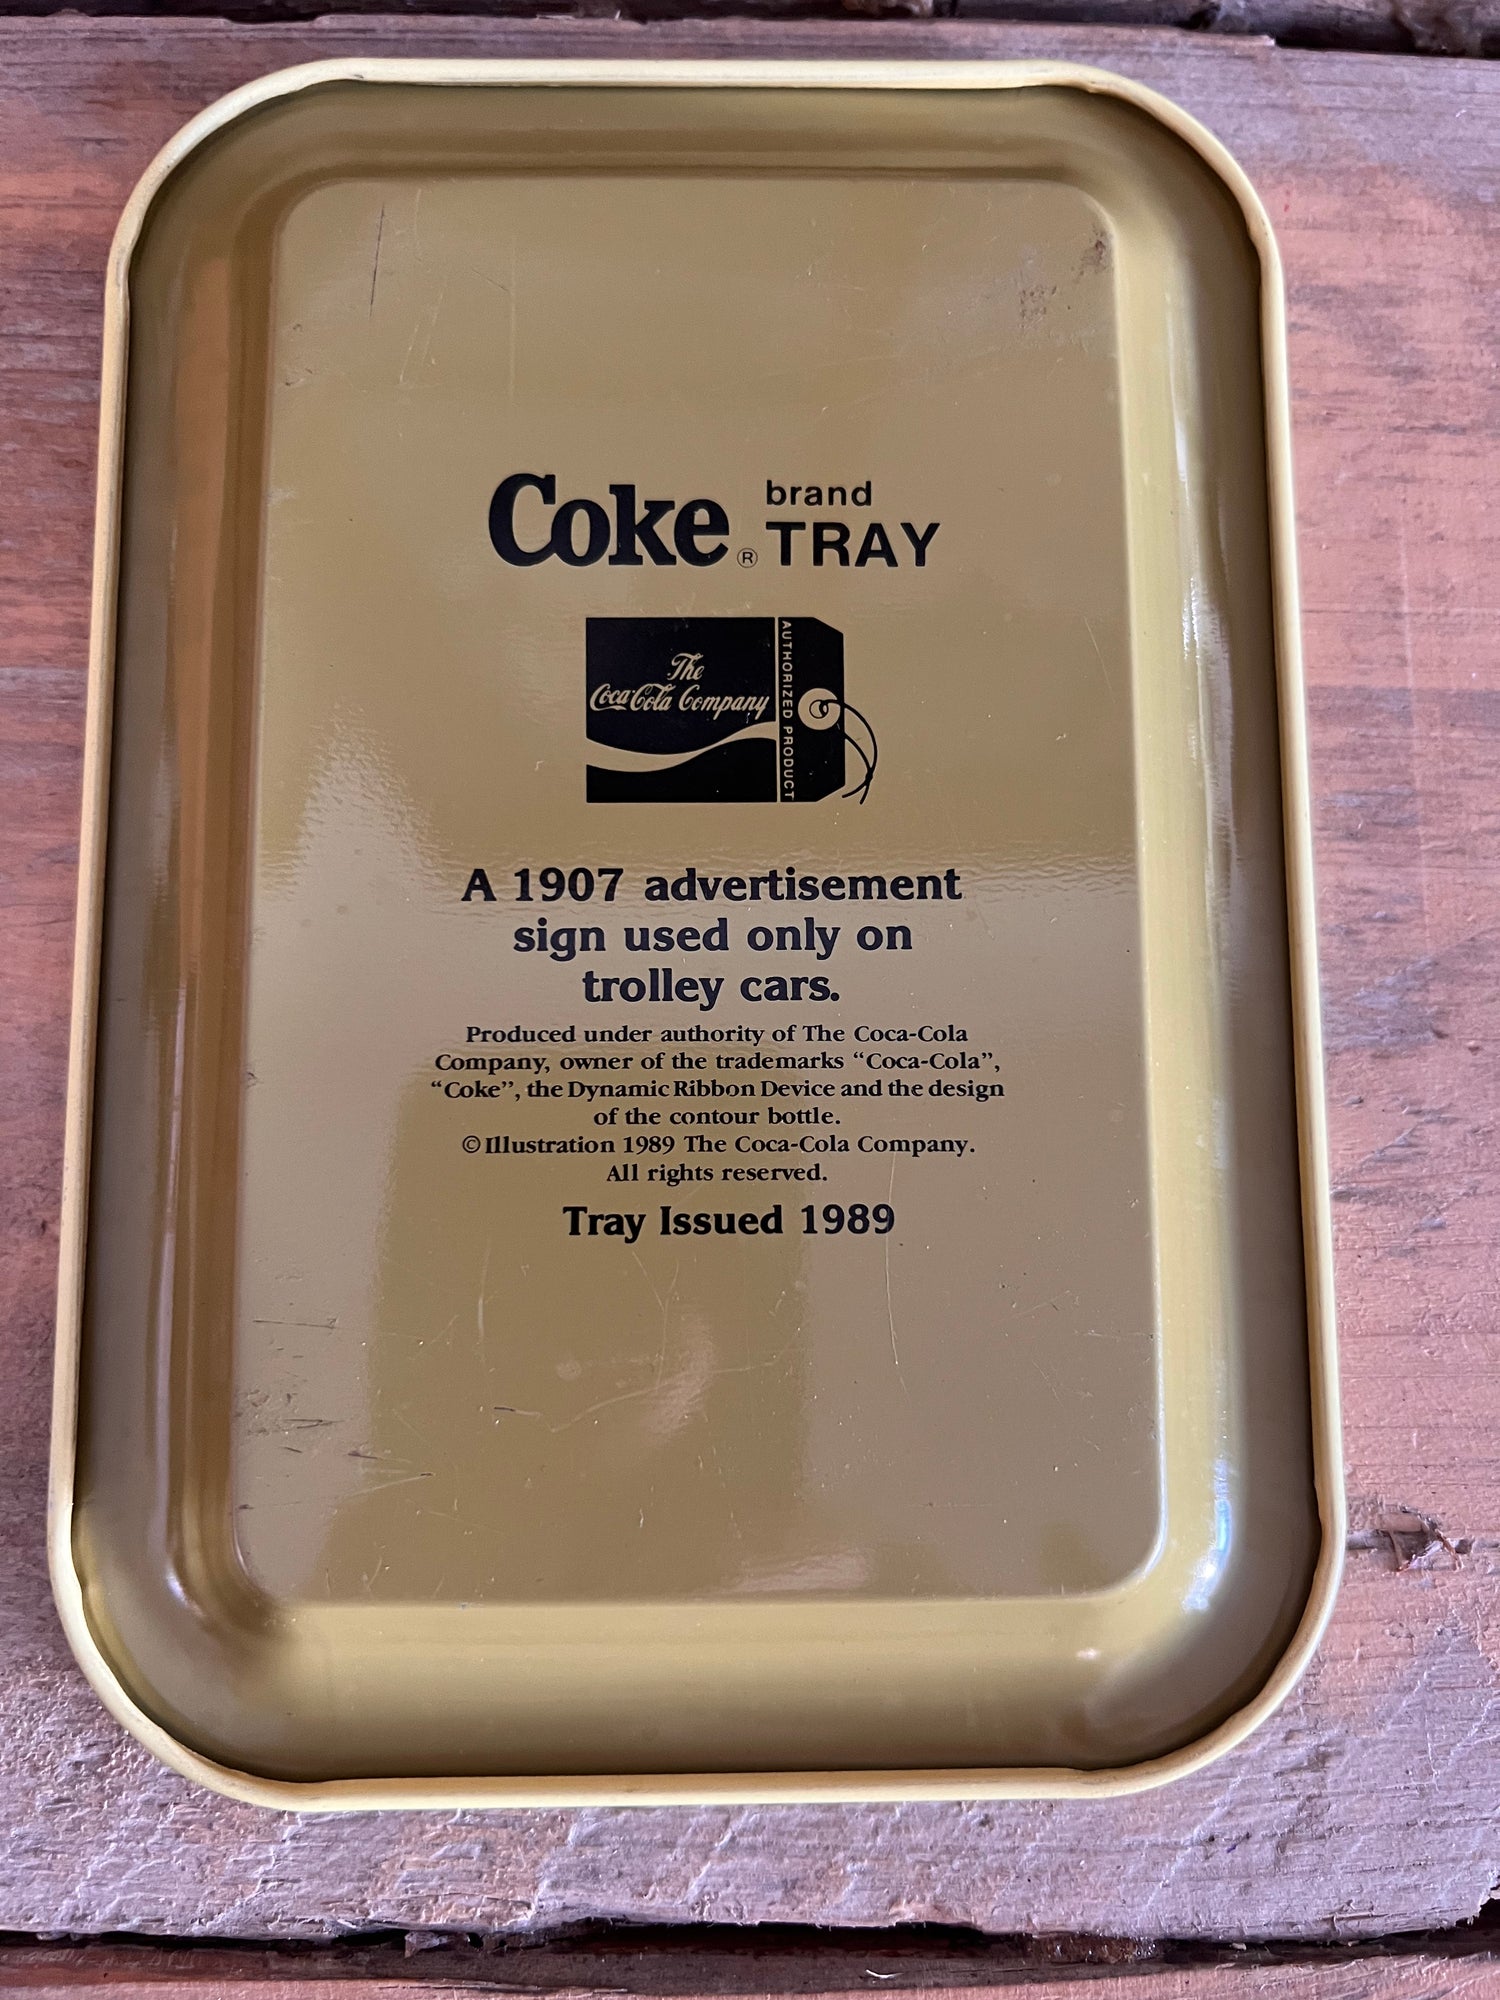 Coke® brand
TRAY
The
Coca-Cola Company
AUTHORIZED PRODUCT
A 1907 advertisement
sign used only on
trolley cars.
Produced under authority of The Coca-Cola
Company, owner of the trademarks “Coca-Cola”,
“Coke”, the Dynamic Ribbon Device and the design
of the contour bottle.
© Illustration 1989 The Coca-Cola Company.
All rights reserved.
Tray Issued 1989